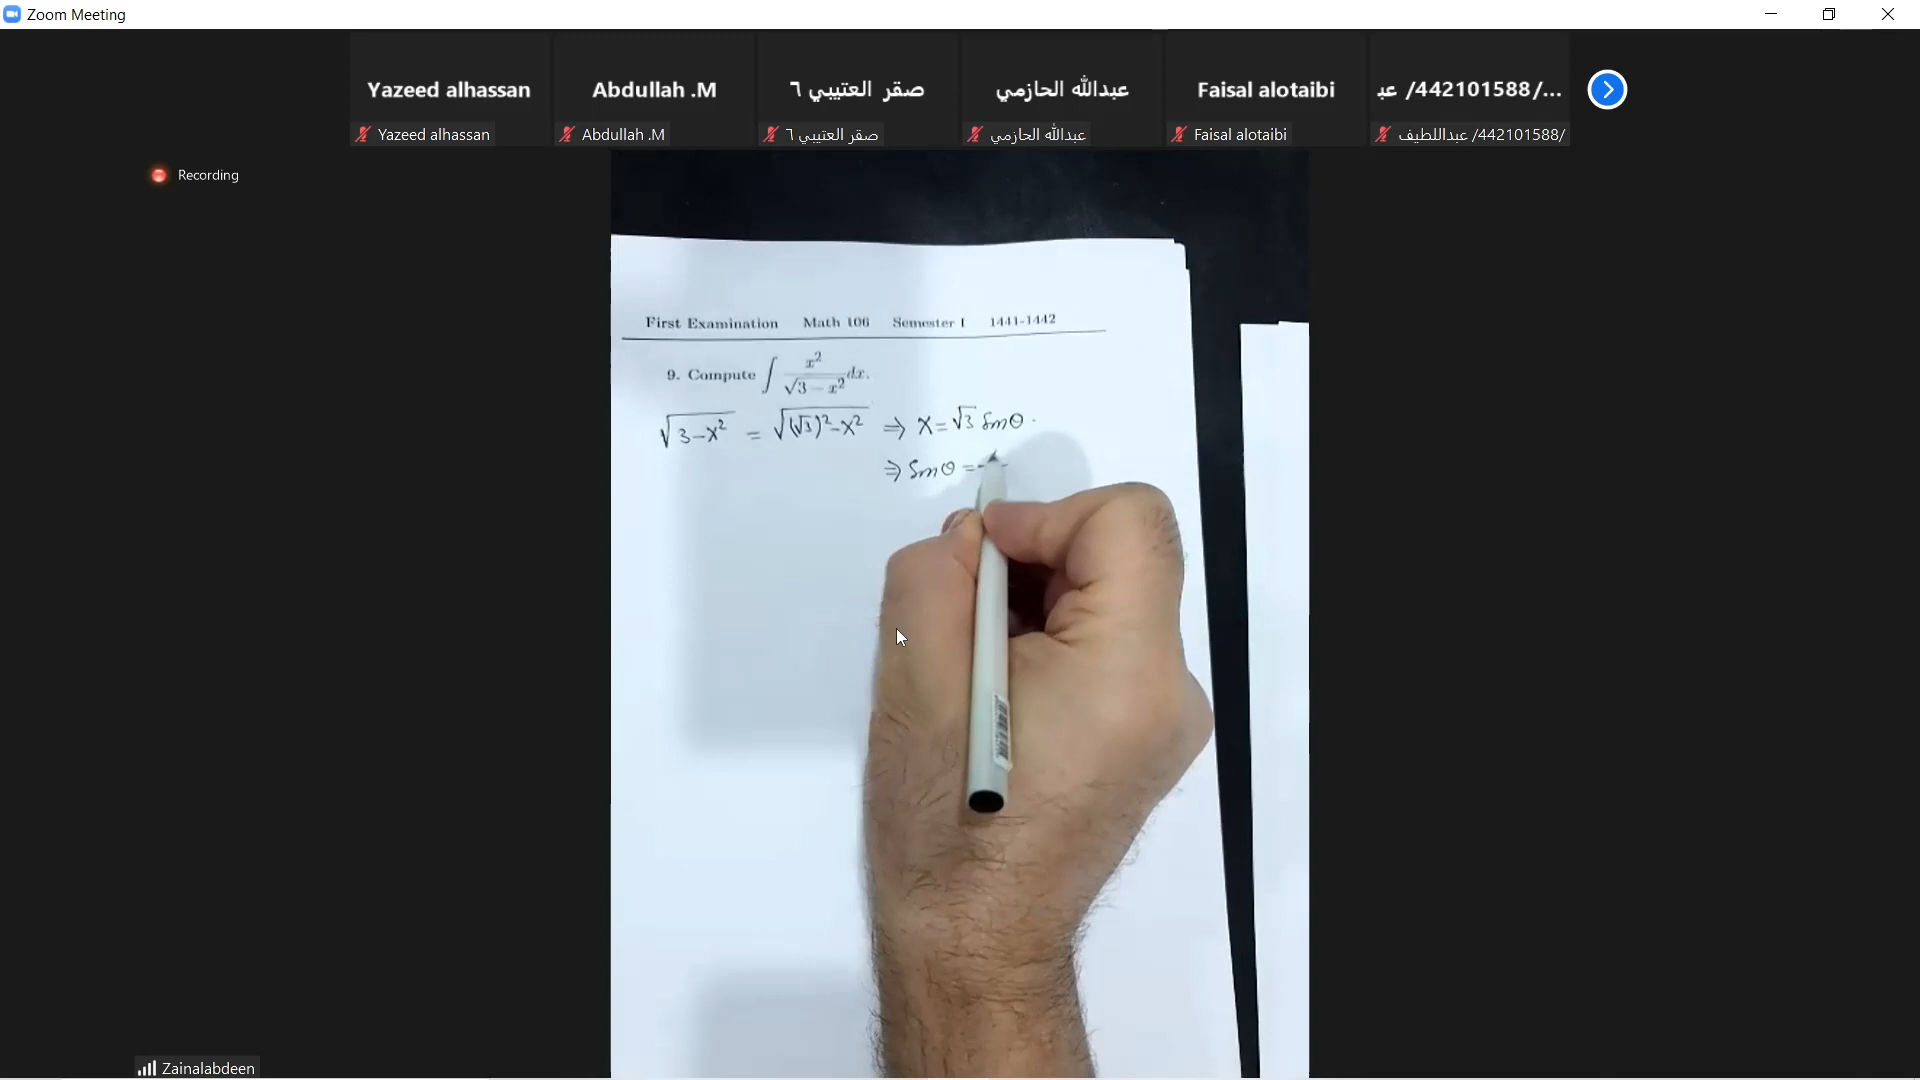 Zoom Meeting
Yazeed alhassan
Abdullah .M
صقر العتيبي ٦
عبدالله الحازمي
Faisal alotaibi
عب /442101588/...
Yazeed alhassan
Abdullah .M
صقر العتيبي ٦
عبدالله الحازمي
Faisal alotaibi
عبداللطيف /442101588/
Recording
First Examination Math 106 Semester I 1441-1442
9. Compute ∫ x²/√(3 − x²) dx.
√(3−x²) = √((√3)²−x²) ⇒ x = √3 Sinθ.
⇒ Sinθ =
Zainalabdeen